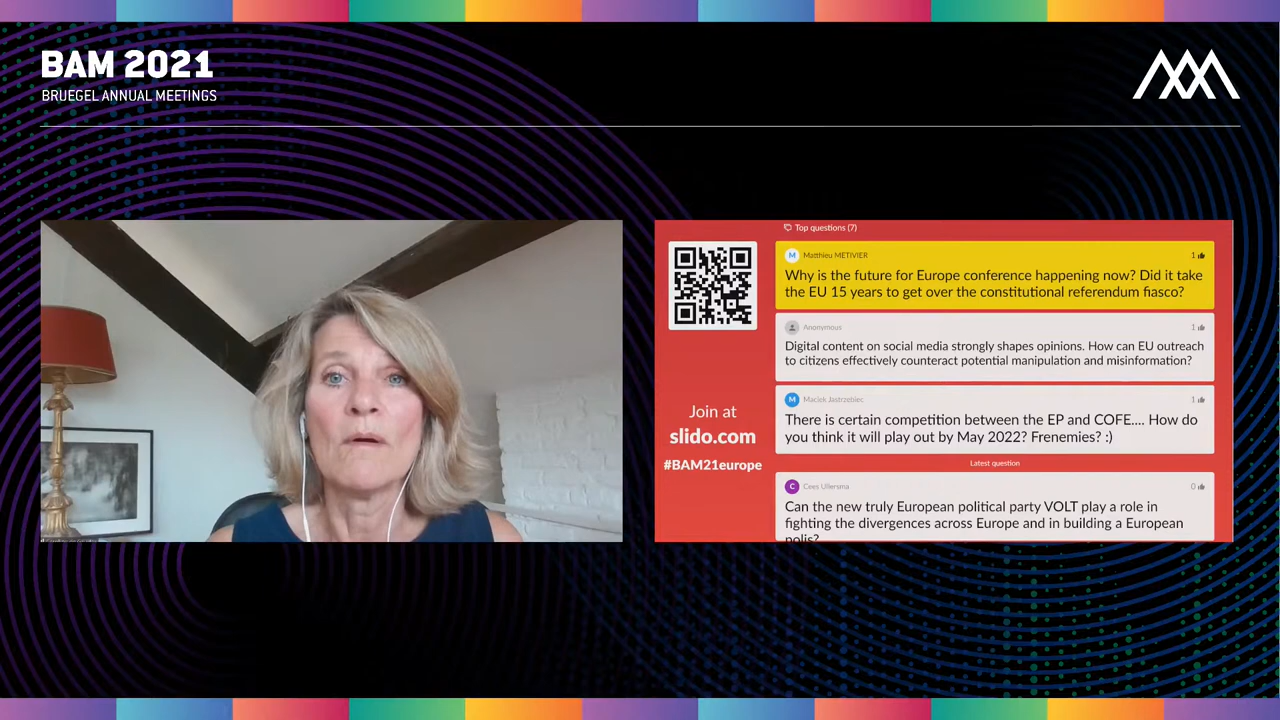 BAM 2021
BRUEGEL ANNUAL MEETINGS
Top questions (7)
M Matthieu METIVIER 1
Why is the future for Europe conference happening now? Did it take
the EU 15 years to get over the constitutional referendum fiasco?
Anonymous 1
Digital content on social media strongly shapes opinions. How can EU outreach
to citizens effectively counteract potential manipulation and misinformation?
M Maciek Jastrzebiec 1
There is certain competition between the EP and COFE.... How do
you think it will play out by May 2022? Frenemies? :)
Latest question
C Cees Ullersma 0
Can the new truly European political party VOLT play a role in
fighting the divergences across Europe and in building a European
polis?
Join at
slido.com
#BAM21europe